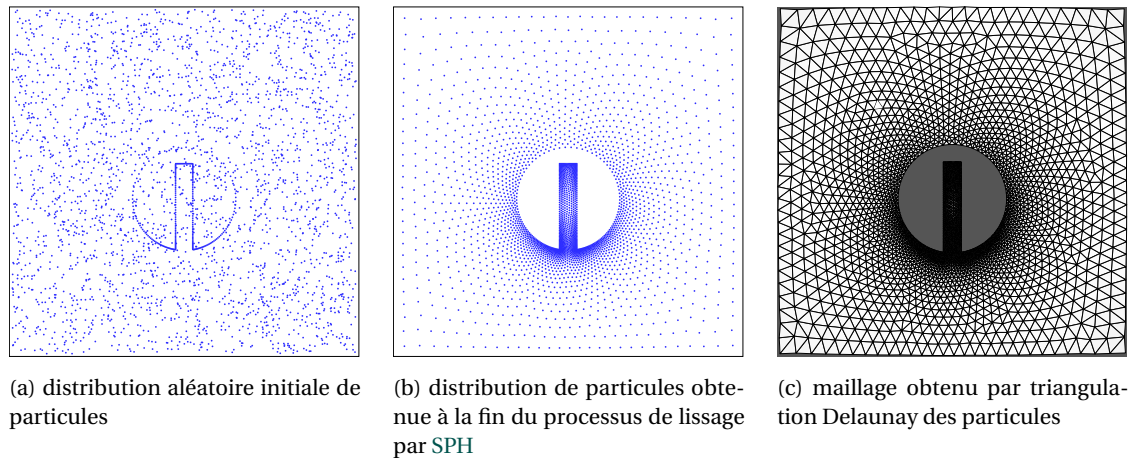 (a) distribution aléatoire initiale de
particules
(b) distribution de particules obte-
nue à la fin du processus de lissage
par SPH
(c) maillage obtenu par triangula-
tion Delaunay des particules